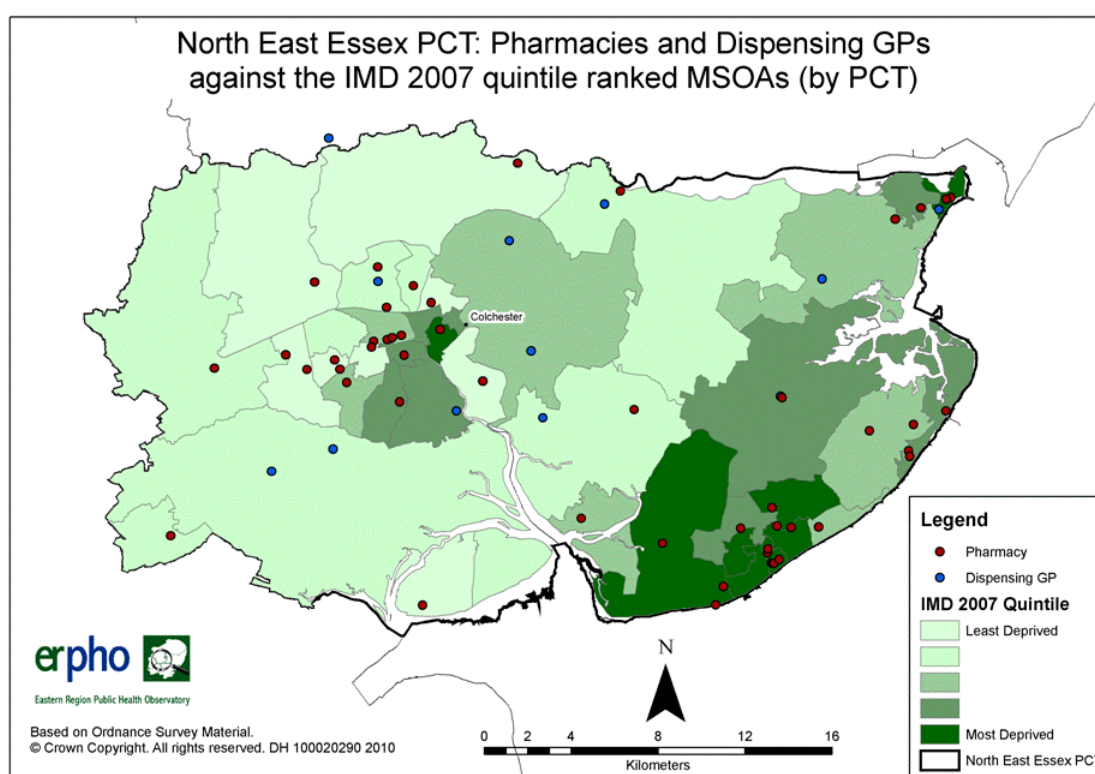 North East Essex PCT: Pharmacies and Dispensing GPs
against the IMD 2007 quintile ranked MSOAs (by PCT)
Colchester
Legend
Pharmacy
Dispensing GP
IMD 2007 Quintile
Least Deprived
Most Deprived
North East Essex PCT
erpho
Eastern Region Public Health Observatory
Based on Ordnance Survey Material.
© Crown Copyright. All rights reserved. DH 100020290 2010
N
0 2 4 8 12 16
Kilometers